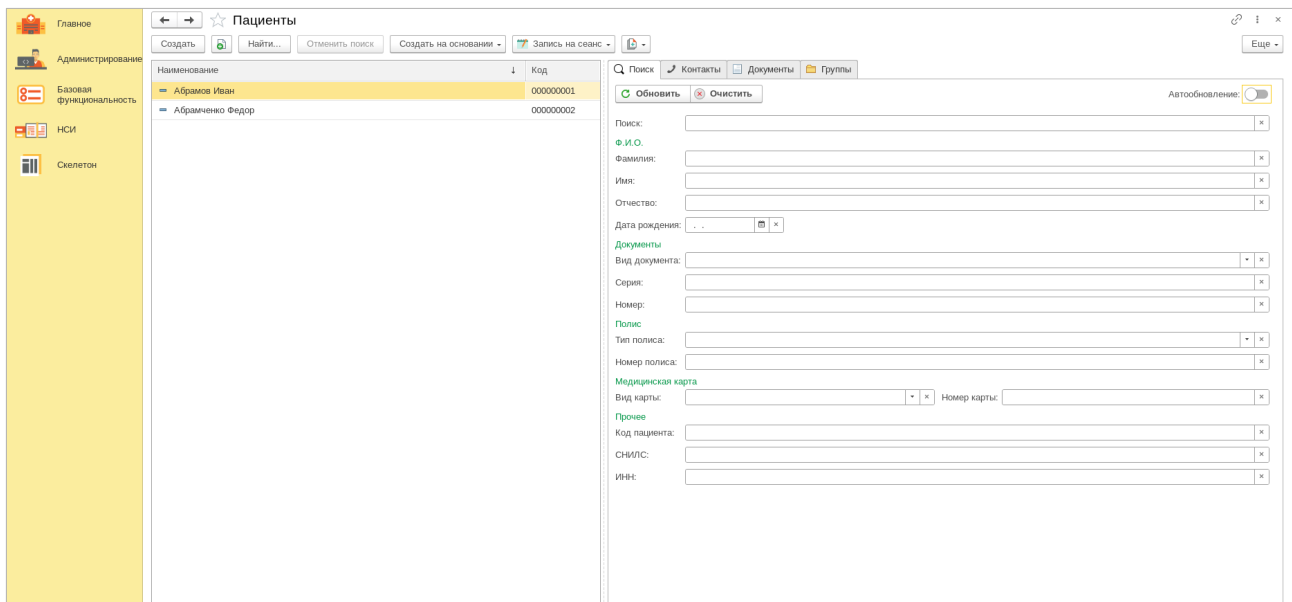 Главное
Администрирование
Базовая
функциональность
НСИ
Скелетон
Пациенты
Создать Найти... Отменить поиск Создать на основании Запись на сеанс Еще
Наименование Код
Абрамов Иван 000000001
Абрамченко Федор 000000002
Поиск Контакты Документы Группы
Обновить Очистить Автообновление:
Поиск:
Ф.И.О.
Фамилия:
Имя:
Отчество:
Дата рождения: . .
Документы
Вид документа:
Серия:
Номер:
Полис
Тип полиса:
Номер полиса:
Медицинская карта
Вид карты: Номер карты:
Прочее
Код пациента:
СНИЛС:
ИНН: